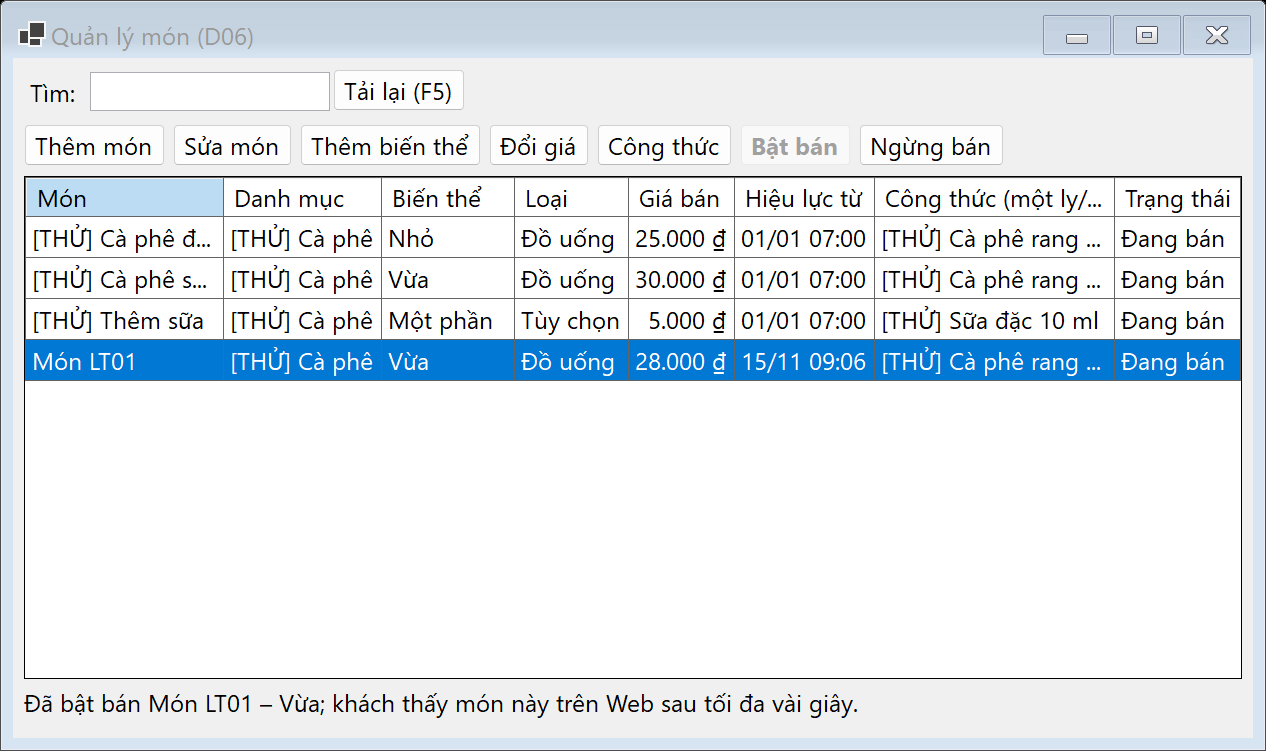 Quản lý món (D06)
Tìm: Tải lại (F5)
Thêm món Sửa món Thêm biến thể Đổi giá Công thức Bật bán Ngừng bán
Món Danh mục Biến thể Loại Giá bán Hiệu lực từ Công thức (một ly/... Trạng thái
[THỬ] Cà phê đ... [THỬ] Cà phê Nhỏ Đồ uống 25.000 ₫ 01/01 07:00 [THỬ] Cà phê rang ... Đang bán
[THỬ] Cà phê s... [THỬ] Cà phê Vừa Đồ uống 30.000 ₫ 01/01 07:00 [THỬ] Cà phê rang ... Đang bán
[THỬ] Thêm sữa [THỬ] Cà phê Một phần Tùy chọn 5.000 ₫ 01/01 07:00 [THỬ] Sữa đặc 10 ml Đang bán
Món LT01 [THỬ] Cà phê Vừa Đồ uống 28.000 ₫ 15/11 09:06 [THỬ] Cà phê rang ... Đang bán
Đã bật bán Món LT01 – Vừa; khách thấy món này trên Web sau tối đa vài giây.